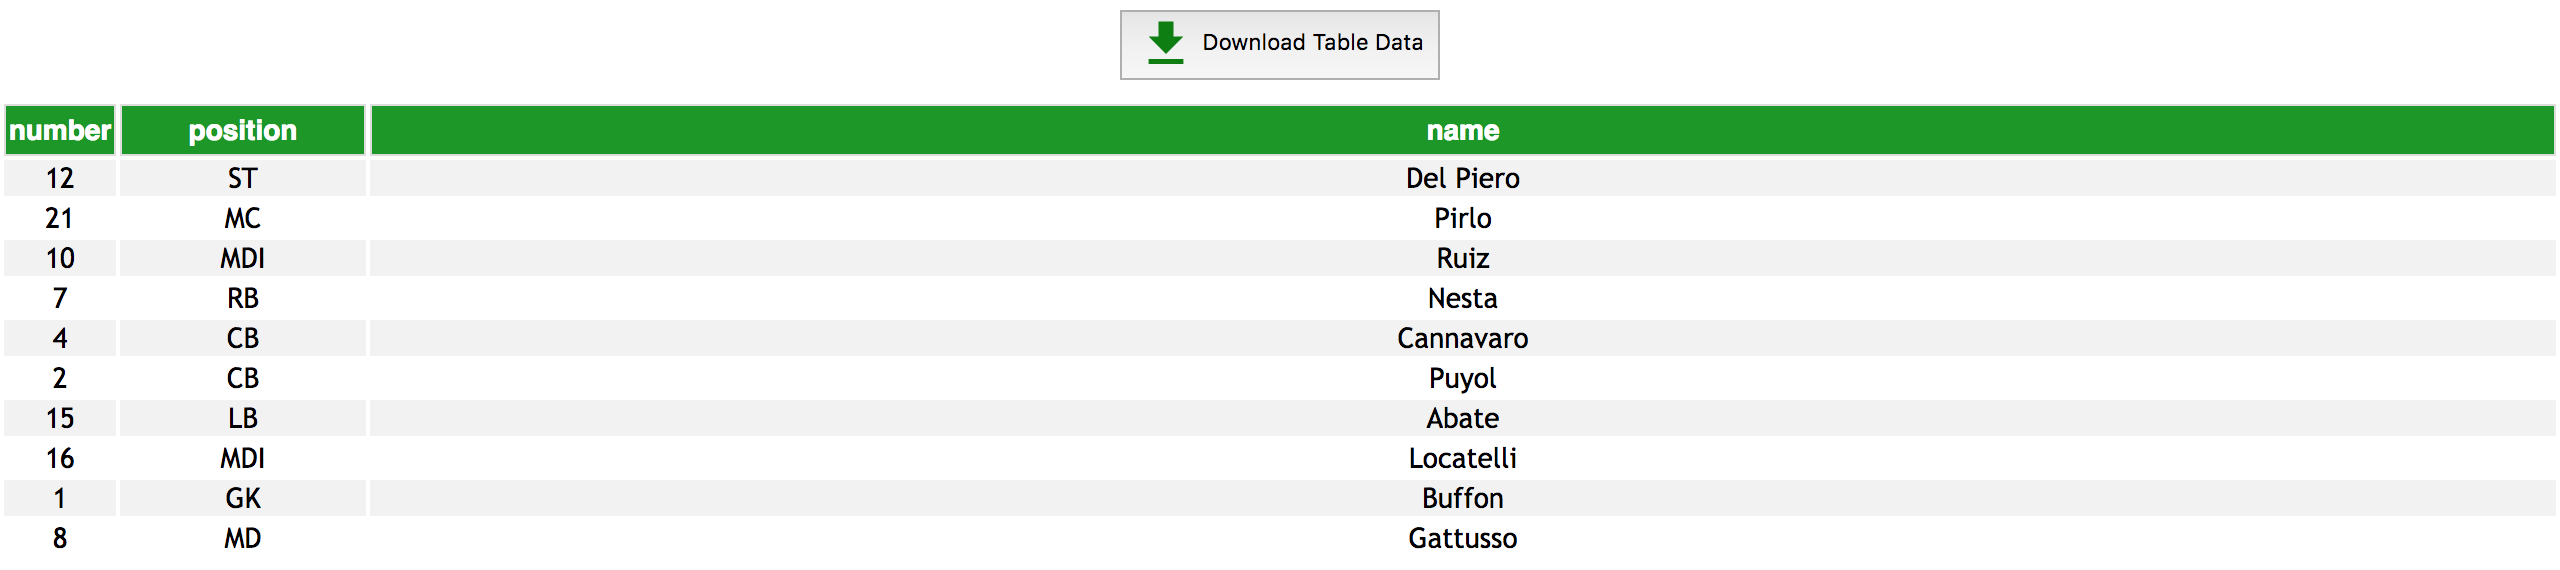 Download Table Data
number position name
12 ST Del Piero
21 MC Pirlo
10 MDI Ruiz
7 RB Nesta
4 CB Cannavaro
2 CB Puyol
15 LB Abate
16 MDI Locatelli
1 GK Buffon
8 MD Gattusso